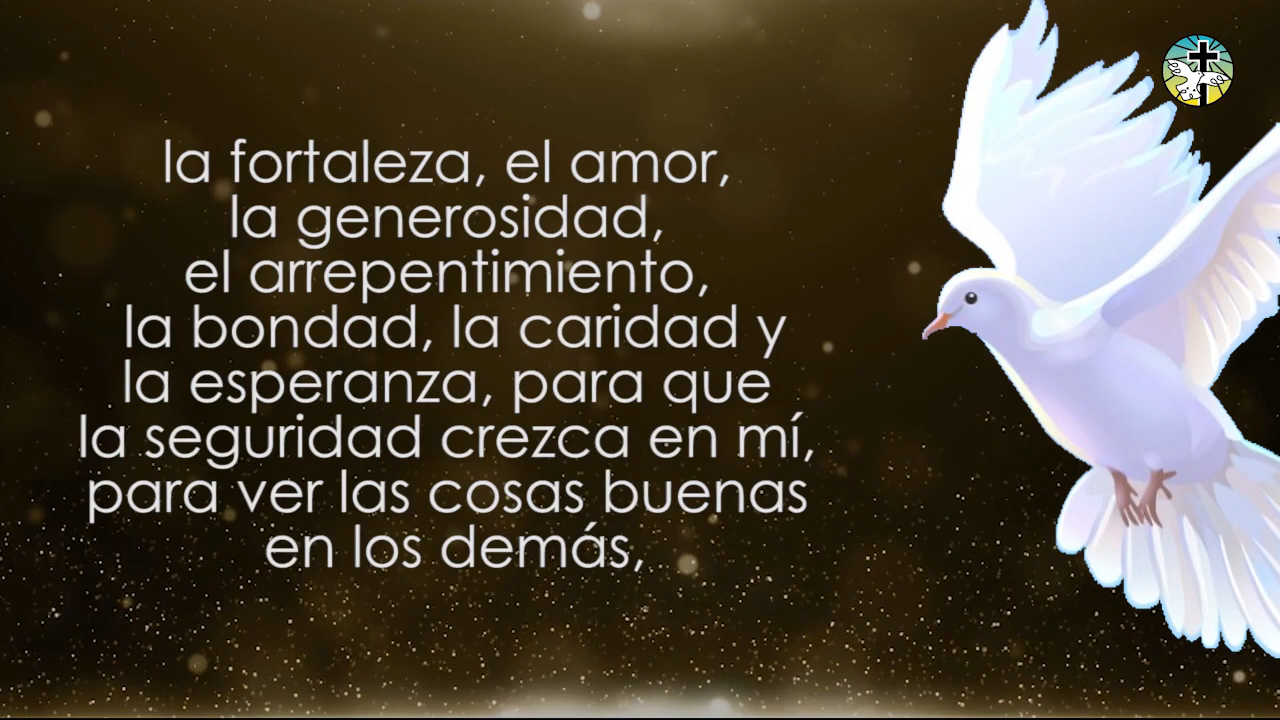 la fortaleza, el amor,
la generosidad,
el arrepentimiento,
la bondad, la caridad y
la esperanza, para que
la seguridad crezca en mí,
para ver las cosas buenas
en los demás,